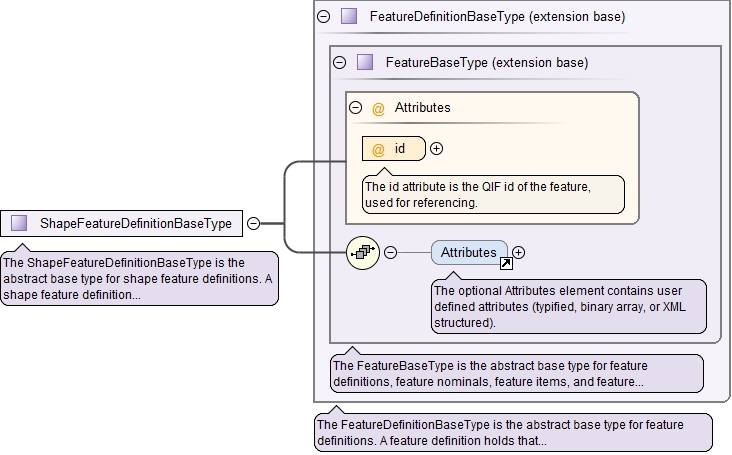 FeatureDefinitionBaseType (extension base)
FeatureBaseType (extension base)
@ Attributes
@ id
The id attribute is the QIF id of the feature,
used for referencing.
ShapeFeatureDefinitionBaseType
The ShapeFeatureDefinitionBaseType is the
abstract base type for shape feature definitions. A
shape feature definition...
Attributes
The optional Attributes element contains user
defined attributes (typified, binary array, or XML
structured).
The FeatureBaseType is the abstract base type for feature
definitions, feature nominals, feature items, and feature...
The FeatureDefinitionBaseType is the abstract base type for feature
definitions. A feature definition holds that...